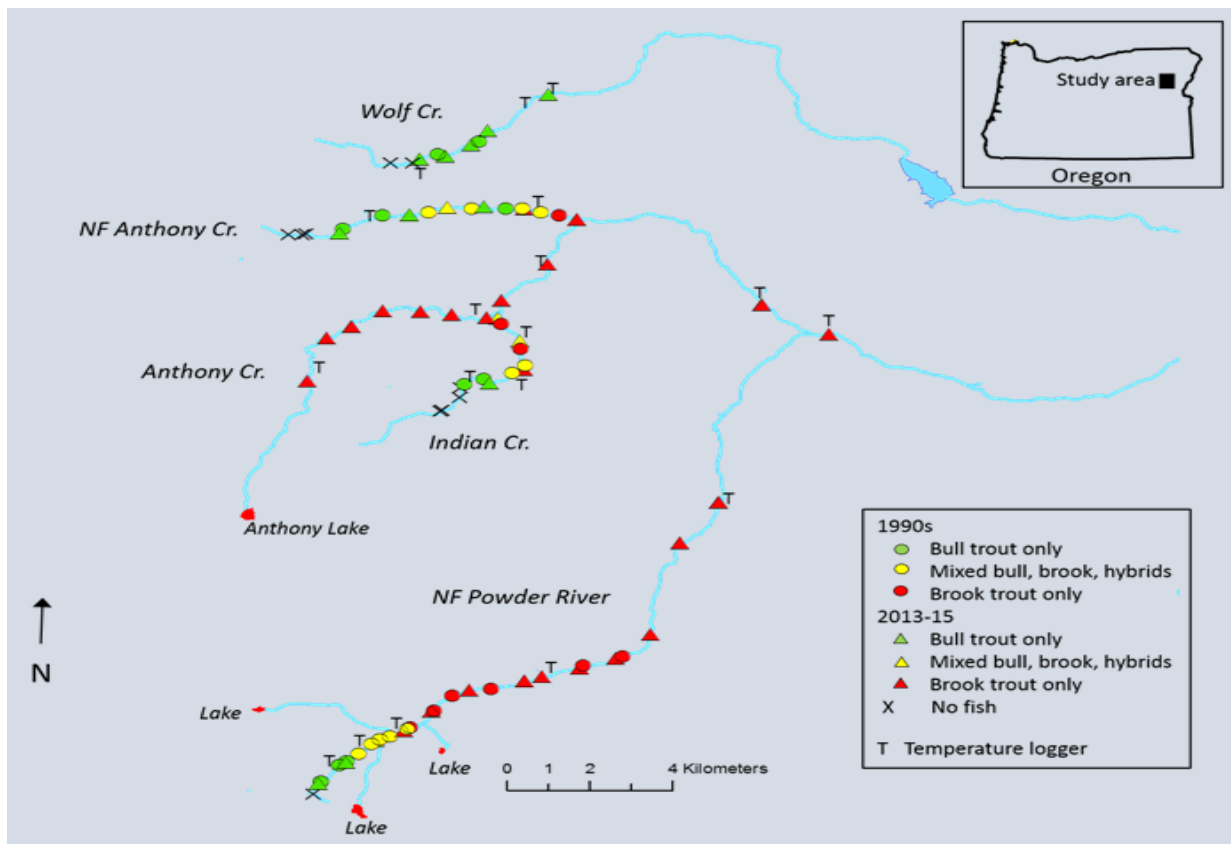 Wolf Cr.
T
T
T
Study area
Oregon
NF Anthony Cr.
T
T
T
T
T
T
T
T
Anthony Cr.
T
T
T
Indian Cr.
Anthony Lake
T
NF Powder River
N
T
Lake
T
T
T
Lake
Lake
0 2 4 Kilometers
1990s
Bull trout only
Mixed bull, brook, hybrids
Brook trout only
2013-15
Bull trout only
Mixed bull, brook, hybrids
Brook trout only
X No fish
T Temperature logger